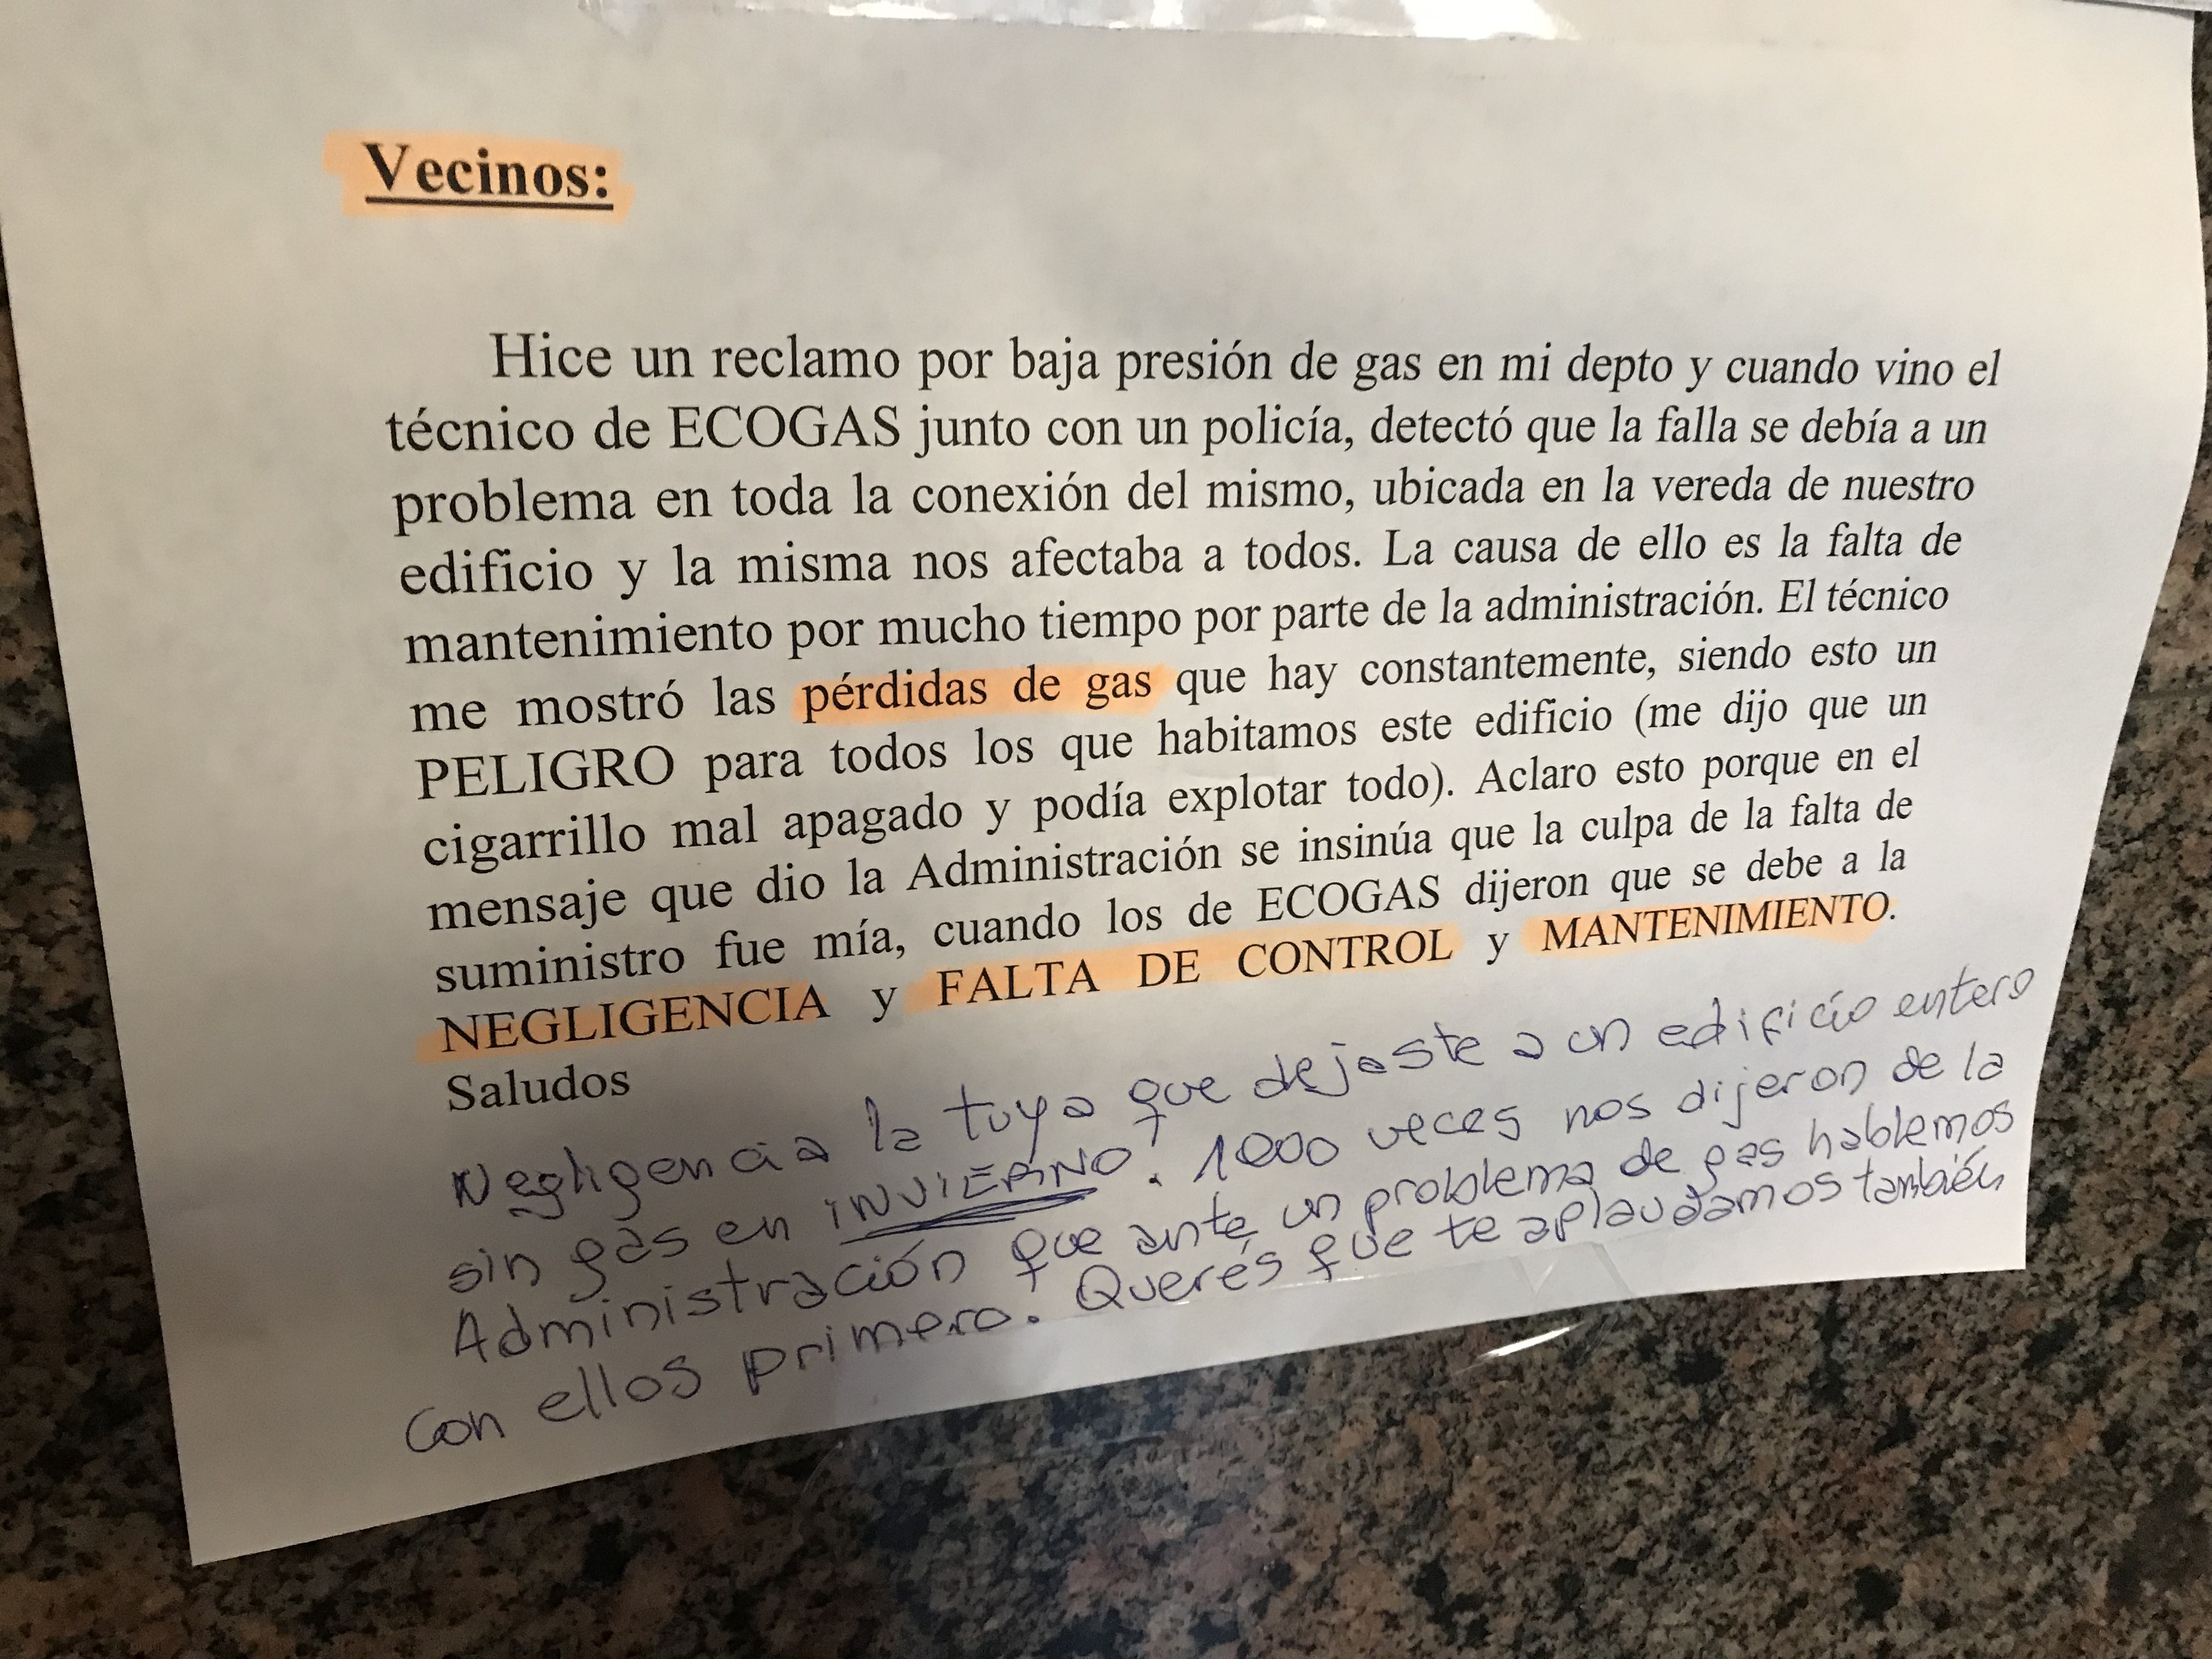 Vecinos:
Hice un reclamo por baja presión de gas en mi depto y cuando vino el
técnico de ECOGAS junto con un policía, detectó que la falla se debía a un
problema en toda la conexión del mismo, ubicada en la vereda de nuestro
edificio y la misma nos afectaba a todos. La causa de ello es la falta de
mantenimiento por mucho tiempo por parte de la administración. El técnico
me mostró las pérdidas de gas que hay constantemente, siendo esto un
PELIGRO para todos los que habitamos este edificio (me dijo que un
cigarrillo mal apagado y podía explotar todo). Aclaro esto porque en el
mensaje que dio la Administración se insinúa que la culpa de la falta de
suministro fue mía, cuando los de ECOGAS dijeron que se debe a la
NEGLIGENCIA y FALTA DE CONTROL y MANTENIMIENTO.
Saludos
Negligencia la tuya que dejaste a un edificio entero
sin gas en INVIERNO! 1000 veces nos dijeron de la
Administración que ante un problema de gas hablemos
con ellos primero. Querés que te aplaudamos también